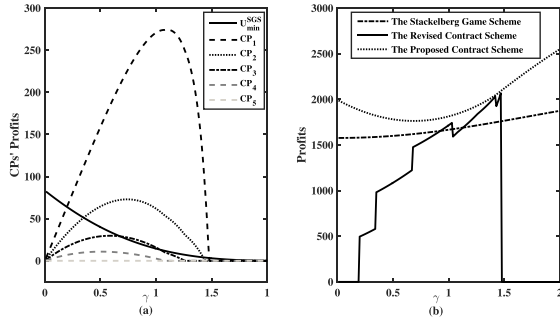 CPs' Profits
300
250
200
150
100
50
0
U_min^SGS
CP_1
CP_2
CP_3
CP_4
CP_5
0 0.5 1 1.5 1
γ
(a)
Profits
3000
2500
2000
1500
1000
500
0
The Stackelberg Game Scheme
The Revised Contract Scheme
The Proposed Contract Scheme
0 0.5 1 1.5 2
γ
(b)